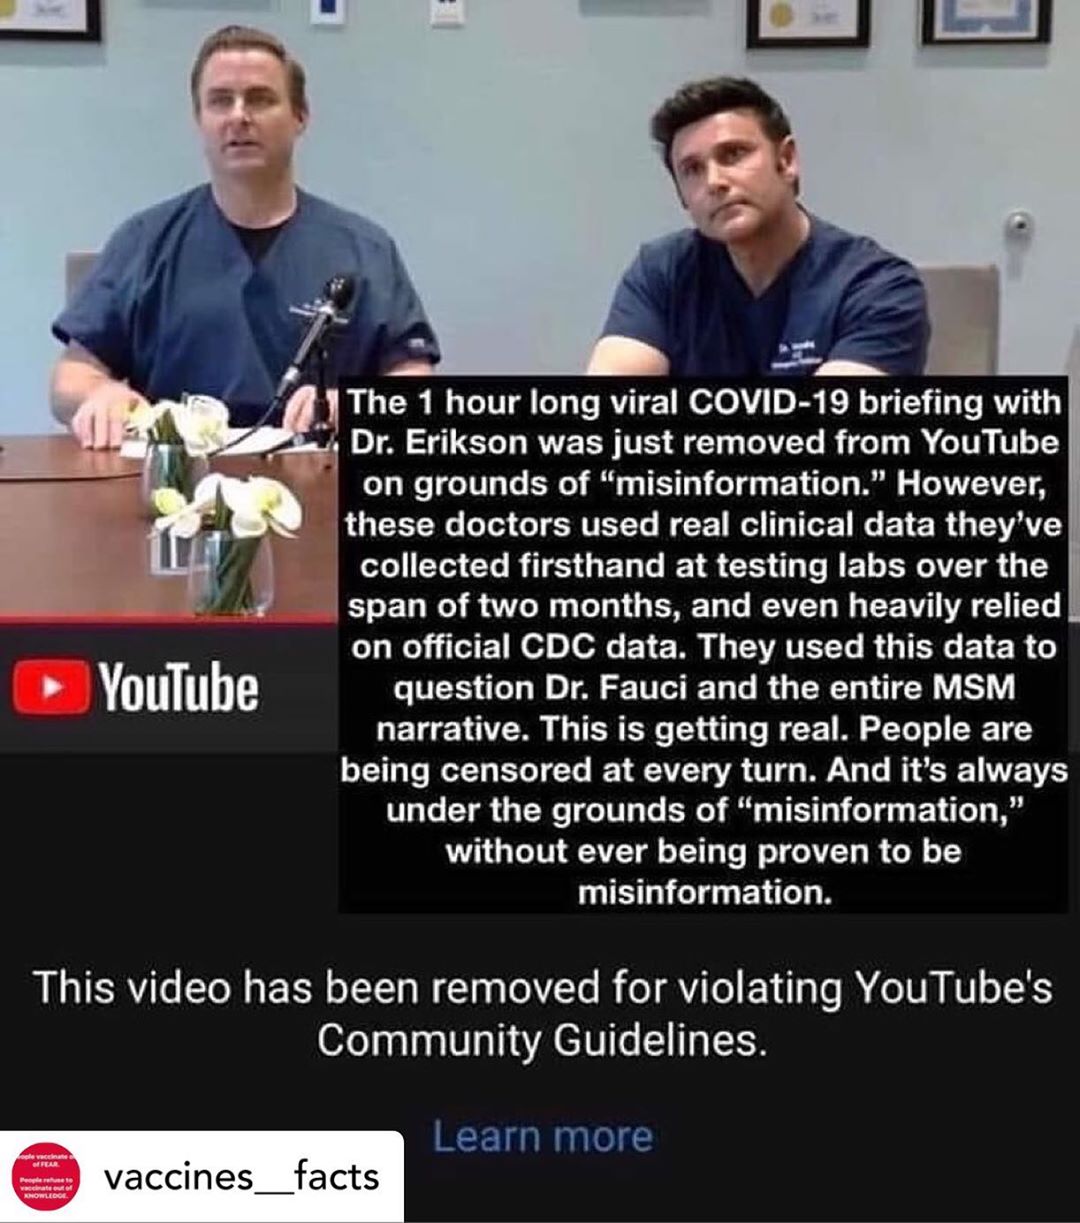 The 1 hour long viral COVID-19 briefing with
Dr. Erikson was just removed from YouTube
on grounds of “misinformation.” However,
these doctors used real clinical data they’ve
collected firsthand at testing labs over the
span of two months, and even heavily relied
on official CDC data. They used this data to
question Dr. Fauci and the entire MSM
narrative. This is getting real. People are
being censored at every turn. And it’s always
under the grounds of “misinformation,”
without ever being proven to be
misinformation.
YouTube
This video has been removed for violating YouTube's
Community Guidelines.
Learn more
vaccinate
of FEAR.
People refuse to
vaccinate out of
KNOWLEDGE.
vaccines__facts